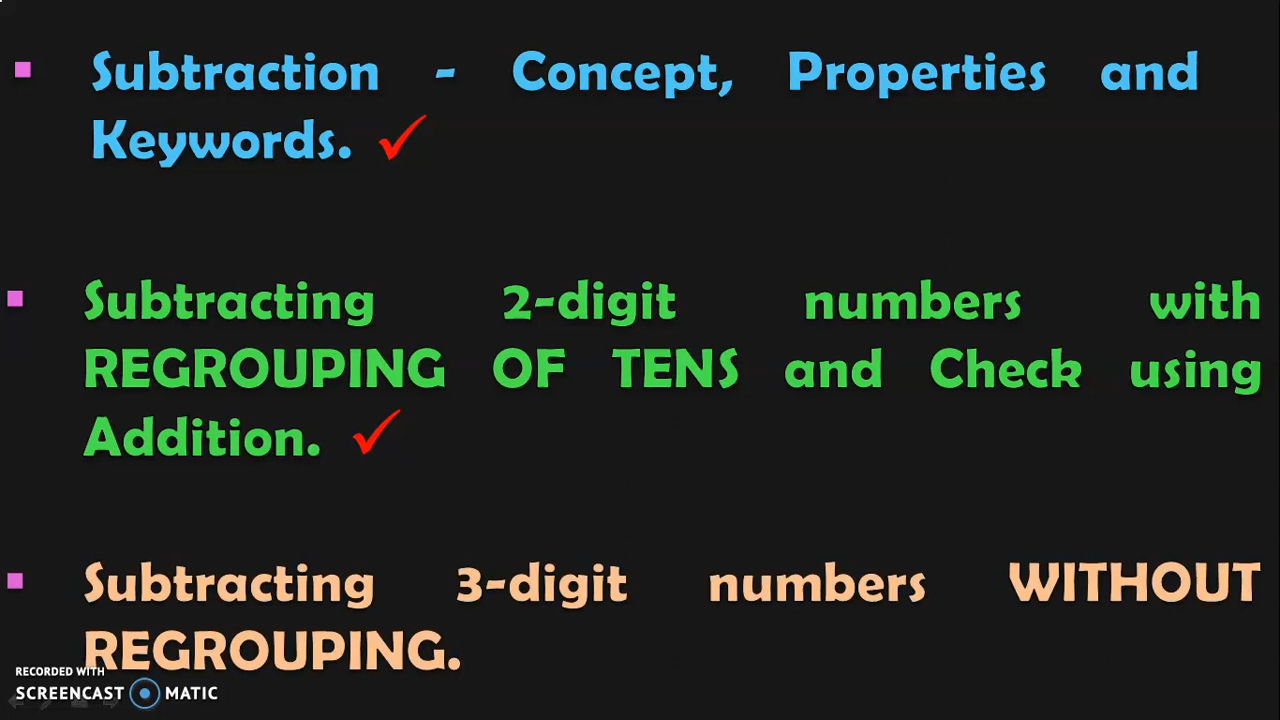 Subtraction - Concept, Properties and
Keywords.
Subtracting 2-digit numbers with
REGROUPING OF TENS and Check using
Addition.
Subtracting 3-digit numbers WITHOUT
REGROUPING.
RECORDED WITH
SCREENCAST MATIC